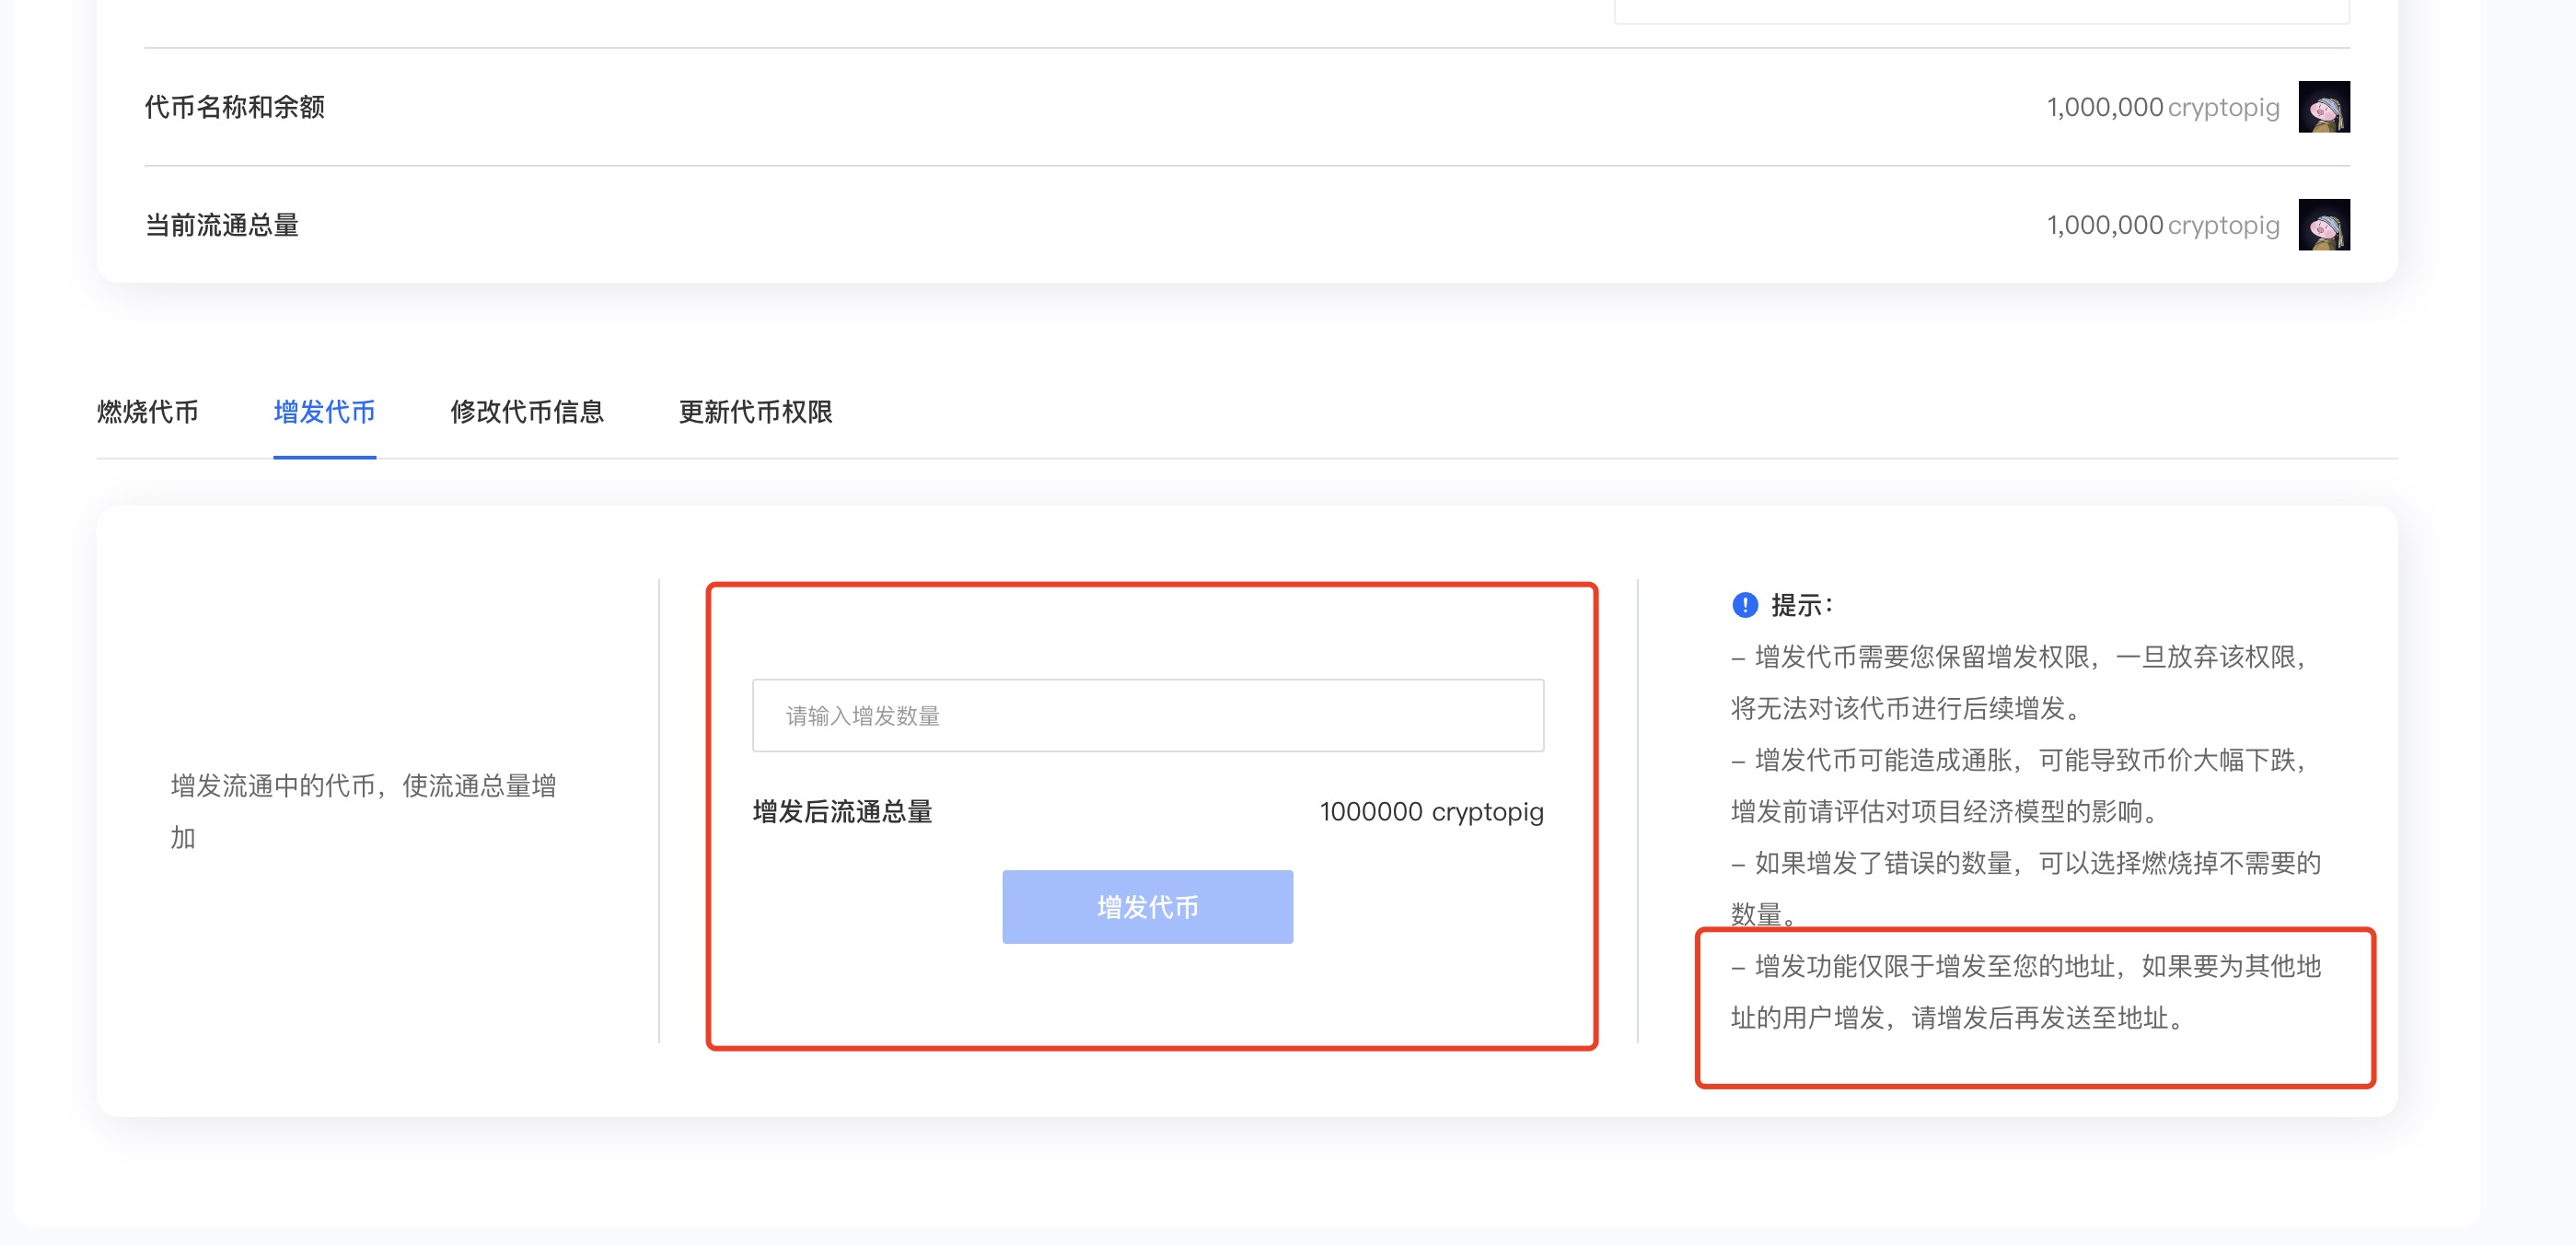 代币名称和余额
1,000,000 cryptopig
当前流通总量
1,000,000 cryptopig
燃烧代币 增发代币 修改代币信息 更新代币权限
增发流通中的代币，使流通总量增
加
请输入增发数量
增发后流通总量
1000000 cryptopig
增发代币
提示：
– 增发代币需要您保留增发权限，一旦放弃该权限，
将无法对该代币进行后续增发。
– 增发代币可能造成通胀，可能导致币价大幅下跌，
增发前请评估对项目经济模型的影响。
– 如果增发了错误的数量，可以选择燃烧掉不需要的
数量。
– 增发功能仅限于增发至您的地址，如果要为其他地
址的用户增发，请增发后再发送至地址。